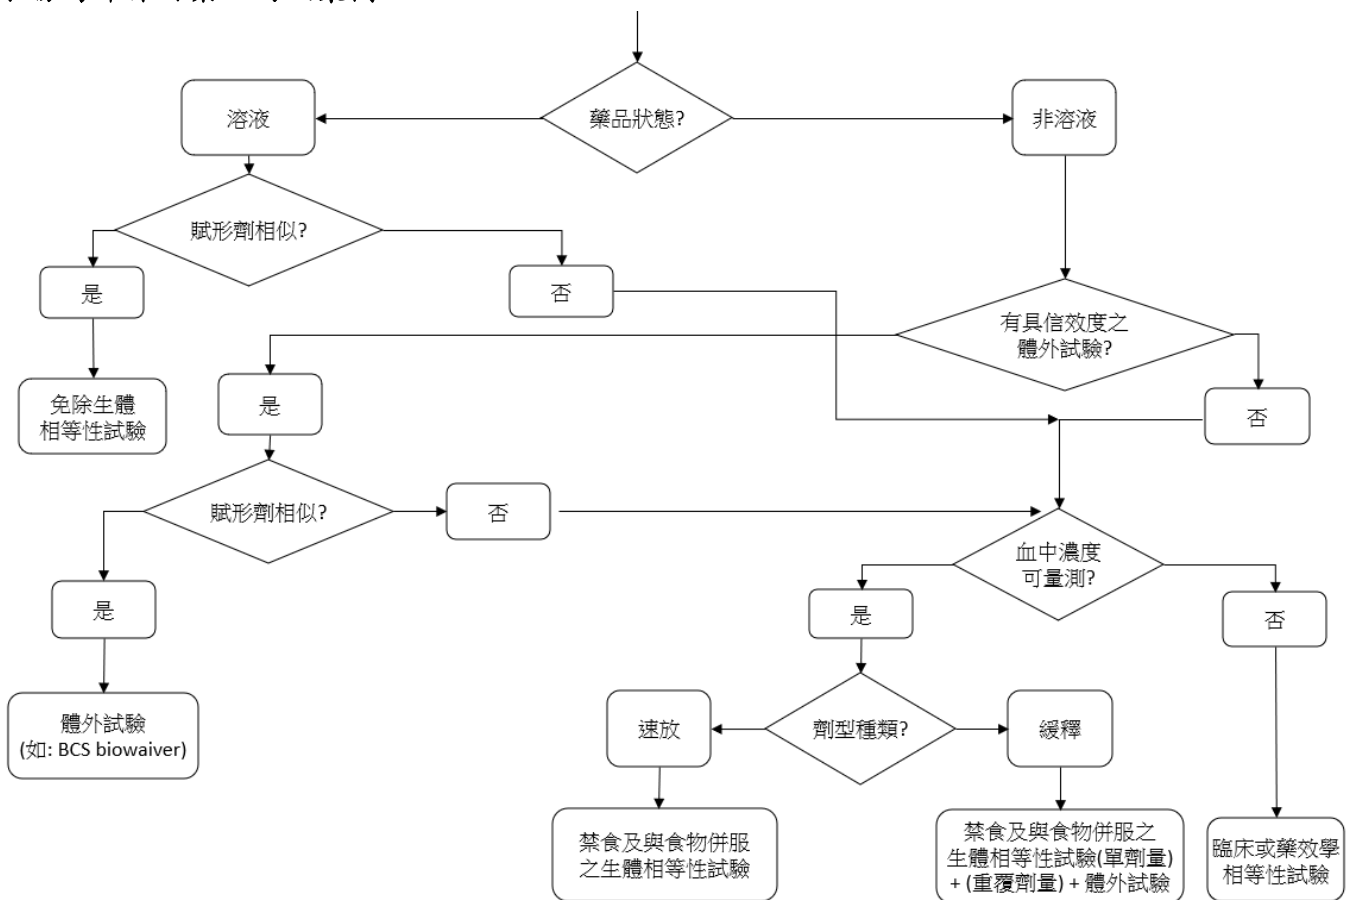 藥品狀態?
溶液
非溶液
賦形劑相似?
是
否
免除生體
相等性試驗
有具信效度之
體外試驗?
是
否
賦形劑相似?
否
是
體外試驗
(如: BCS biowaiver)
血中濃度
可量測?
是
否
劑型種類?
速放
緩釋
禁食及與食物併服
之生體相等性試驗
禁食及與食物併服之
生體相等性試驗(單劑量)
+ (重覆劑量) + 體外試驗
臨床或藥效學
相等性試驗